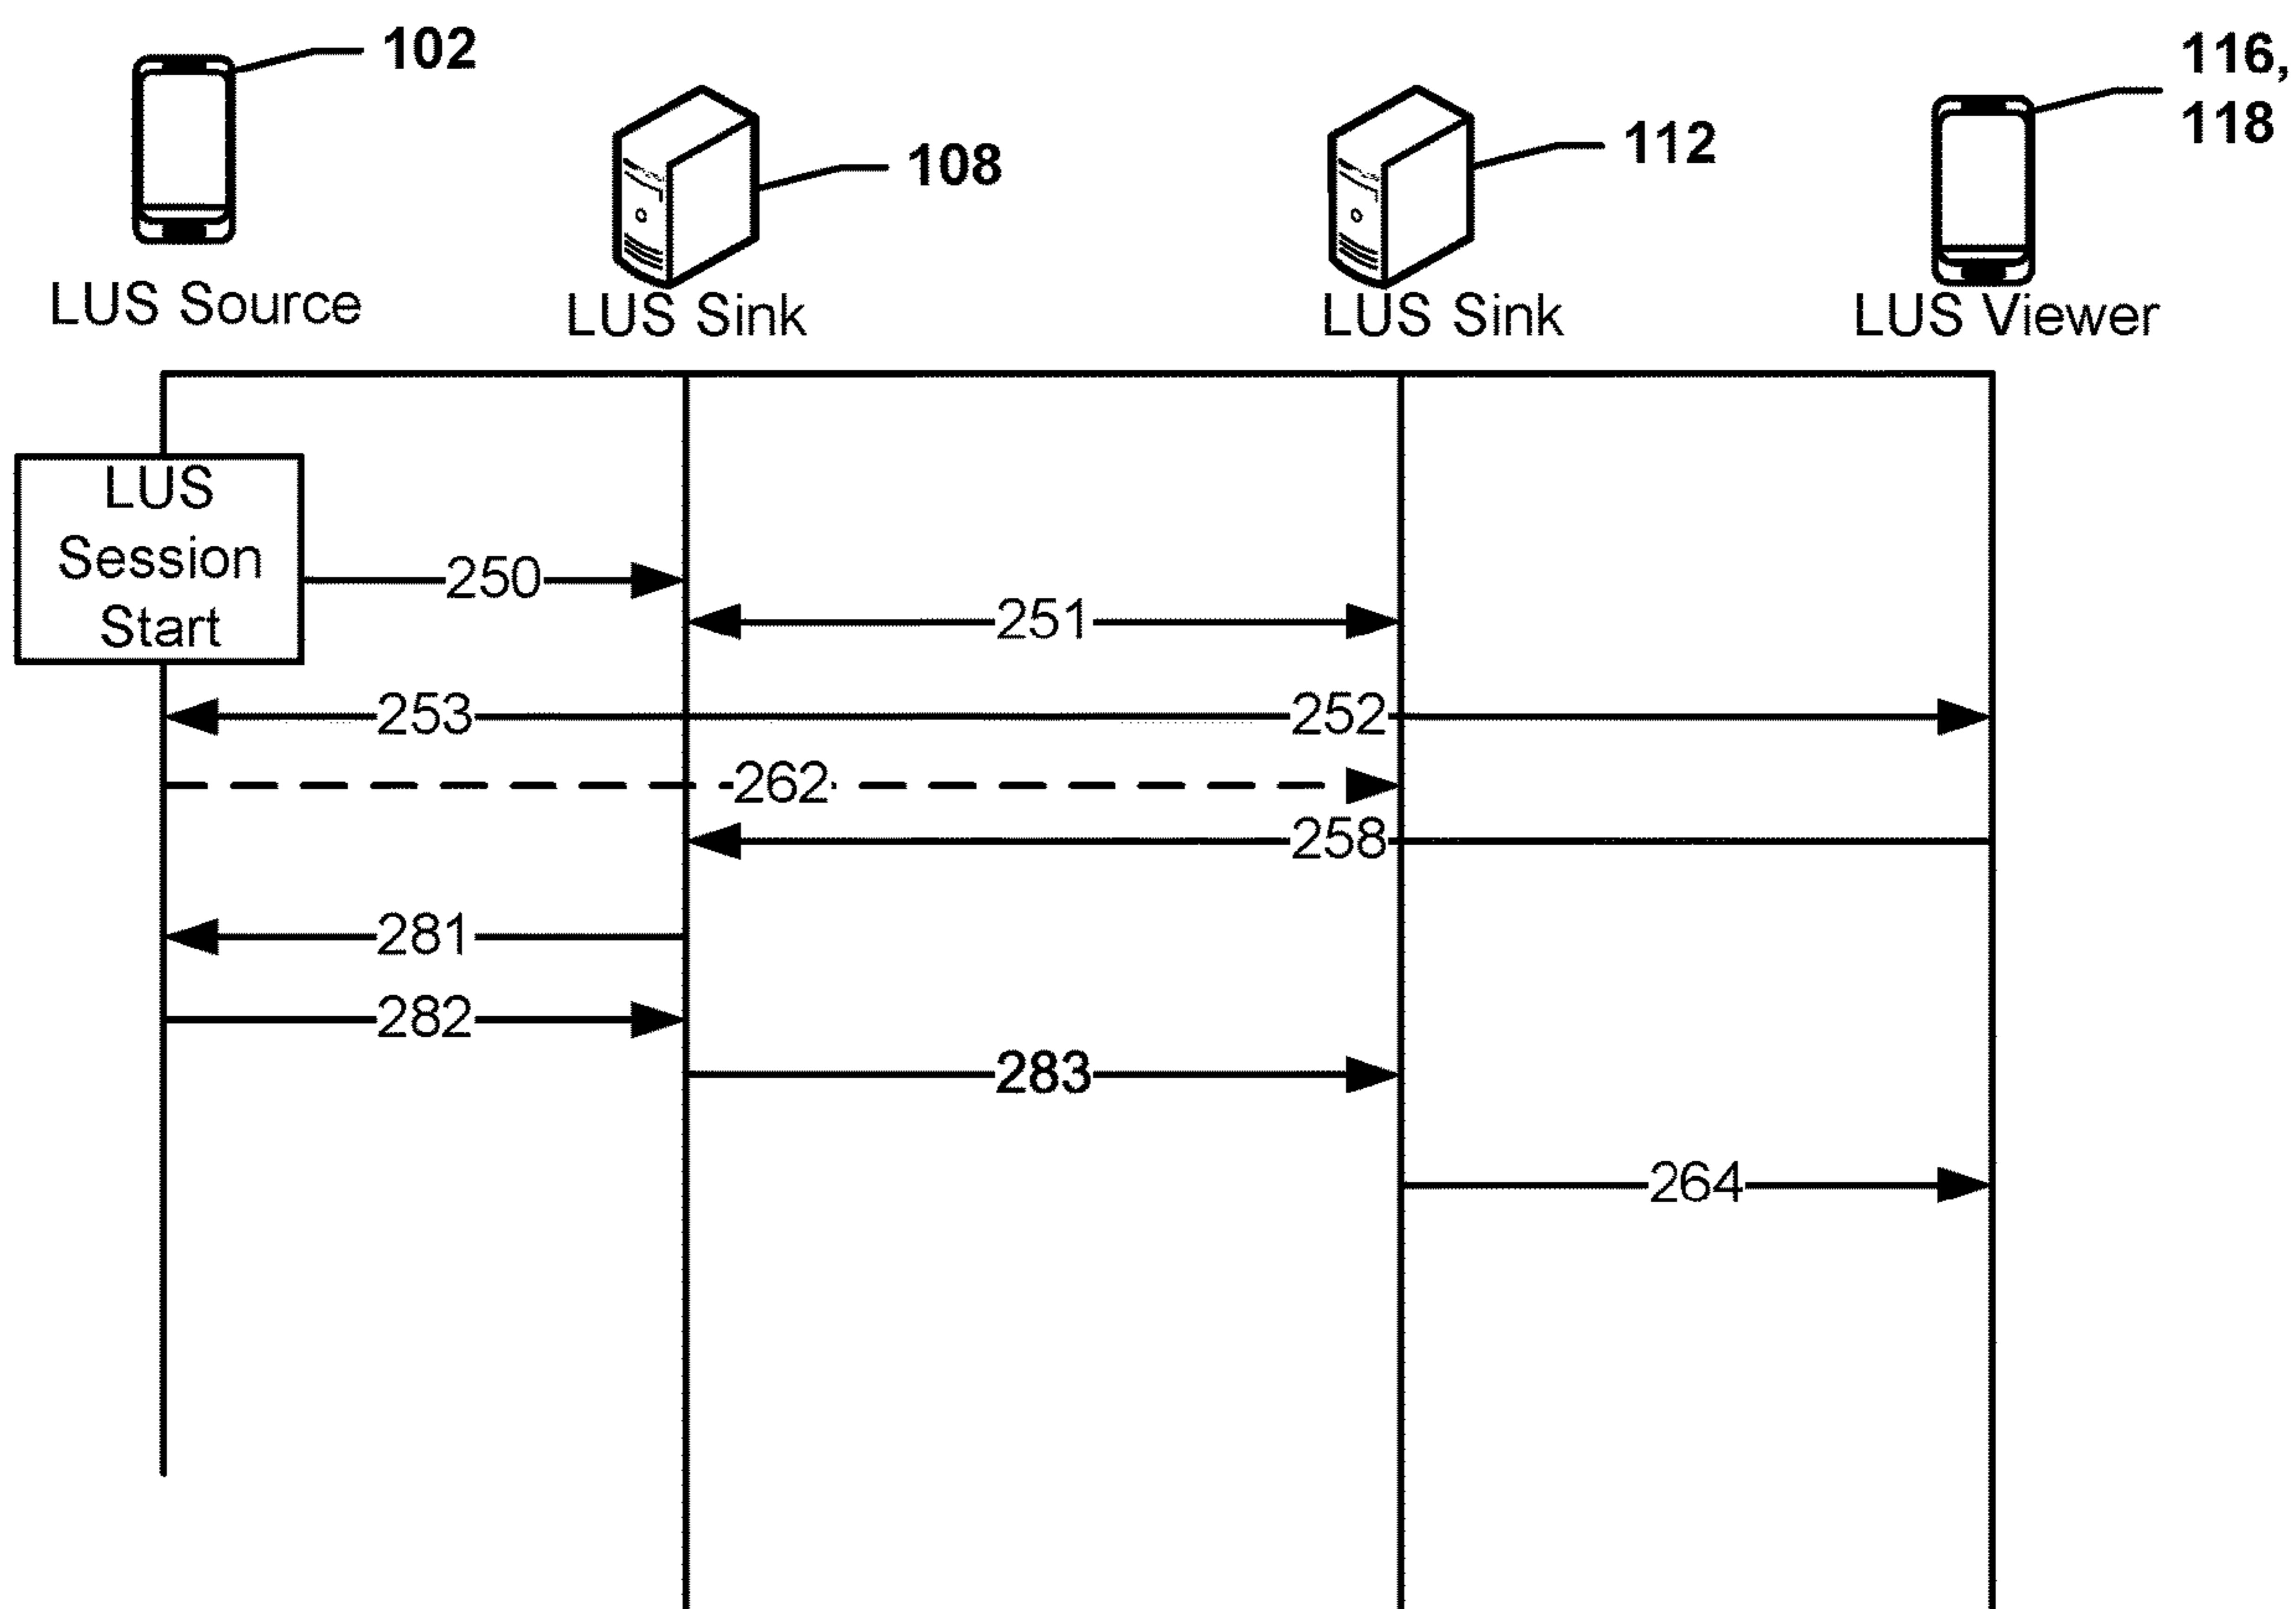 102
116,
118
108
112
LUS Source
LUS Sink
LUS Sink
LUS Viewer
LUS
Session
Start
250
251
253
252
262
258
281
282
283
264